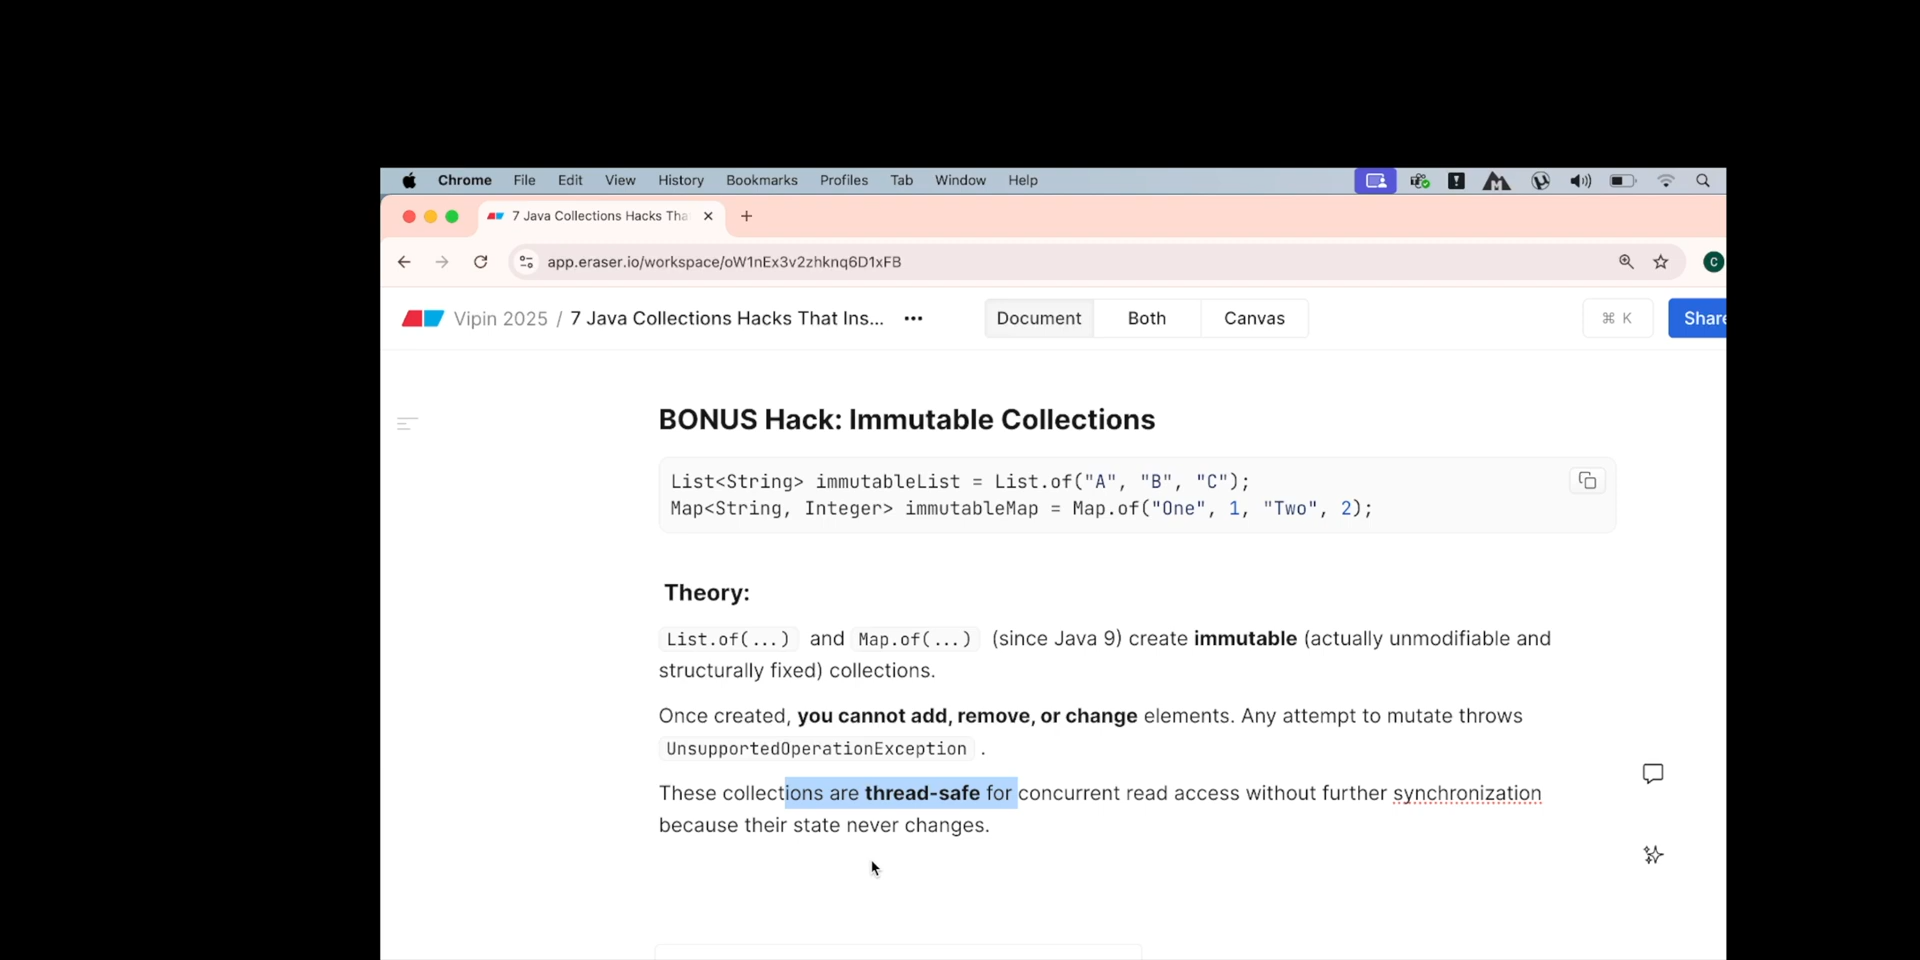 Chrome File Edit View History Bookmarks Profiles Tab Window Help
7 Java Collections Hacks Tha
app.eraser.io/workspace/oW1nEx3v2zhknq6D1xFB
C
Vipin 2025 / 7 Java Collections Hacks That Ins... ••• Document Both Canvas ⌘ K Share
BONUS Hack: Immutable Collections
List<String> immutableList = List.of("A", "B", "C");
Map<String, Integer> immutableMap = Map.of("One", 1, "Two", 2);
Theory:
List.of(...) and Map.of(...) (since Java 9) create immutable (actually unmodifiable and
structurally fixed) collections.
Once created, you cannot add, remove, or change elements. Any attempt to mutate throws
UnsupportedOperationException .
These collections are thread-safe for concurrent read access without further synchronization
because their state never changes.